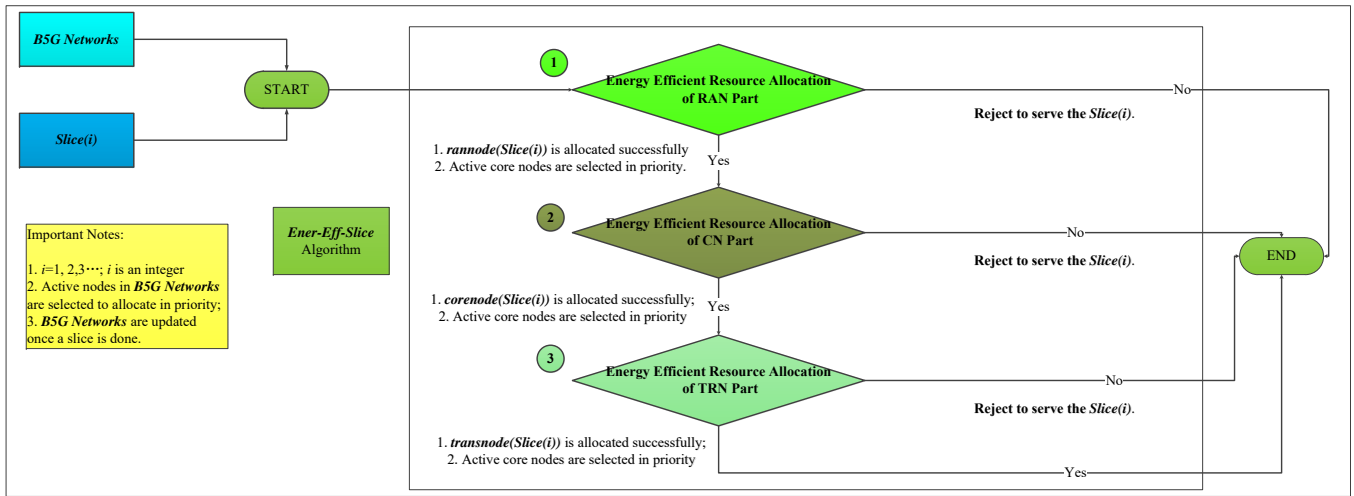 B5G Networks
Slice(i)
START
1
Energy Efficient Resource Allocation
of RAN Part
No
Reject to serve the Slice(i).
1. rannode(Slice(i)) is allocated successfully
2. Active core nodes are selected in priority.
Yes
2
Energy Efficient Resource Allocation
of CN Part
No
Reject to serve the Slice(i).
END
Ener-Eff-Slice
Algorithm
Important Notes:
1. i=1, 2,3···; i is an integer
2. Active nodes in B5G Networks
are selected to allocate in priority;
3. B5G Networks are updated
once a slice is done.
1. corenode(Slice(i)) is allocated successfully;
2. Active core nodes are selected in priority
Yes
3
Energy Efficient Resource Allocation
of TRN Part
No
Reject to serve the Slice(i).
1. transnode(Slice(i)) is allocated successfully;
2. Active core nodes are selected in priority
Yes